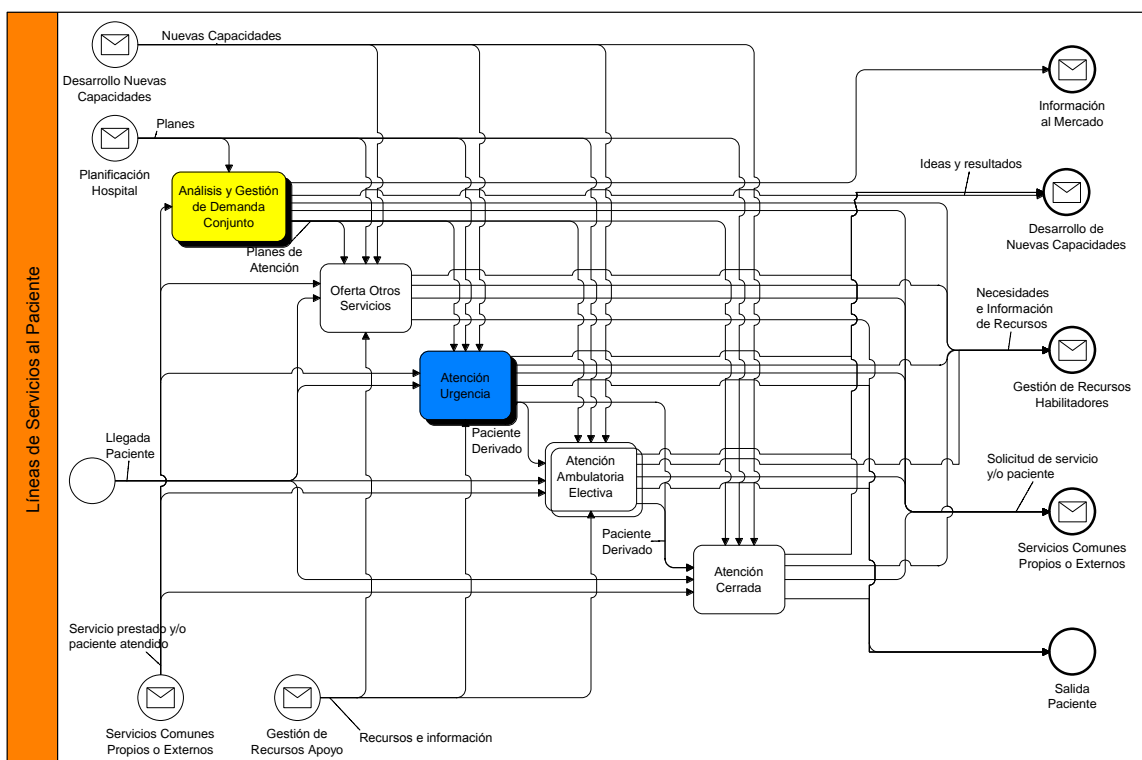 Líneas de Servicios al Paciente
Nuevas Capacidades
Desarrollo Nuevas
Capacidades
Planes
Planificación
Hospital
Análisis y Gestión
de Demanda
Conjunto
Planes de
Atención
Oferta Otros
Servicios
Atención
Urgencia
Paciente
Derivado
Atención
Ambulatoria
Electiva
Paciente
Derivado
Atención
Cerrada
Llegada
Paciente
Servicio prestado y/o
paciente atendido
Servicios Comunes
Propios o Externos
Gestión de
Recursos Apoyo
Recursos e información
Información
al Mercado
Ideas y resultados
Desarrollo de
Nuevas Capacidades
Necesidades
e Información
de Recursos
Gestión de Recursos
Habilitadores
Solicitud de servicio
y/o paciente
Servicios Comunes
Propios o Externos
Salida
Paciente